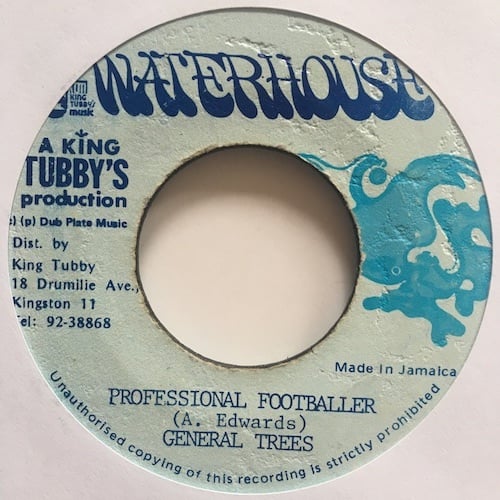 WATERHOUSE
KING
TUBBY'S
music
A KING
TUBBY'S
production
(p) Dub Plate Music
Dist. by
King Tubby
18 Drumilie Ave.,
Kingston 11
Tel: 92-38868
Made In Jamaica
PROFESSIONAL FOOTBALLER
(A. Edwards)
GENERAL TREES
Unauthorised copying of this recording is strictly prohibited